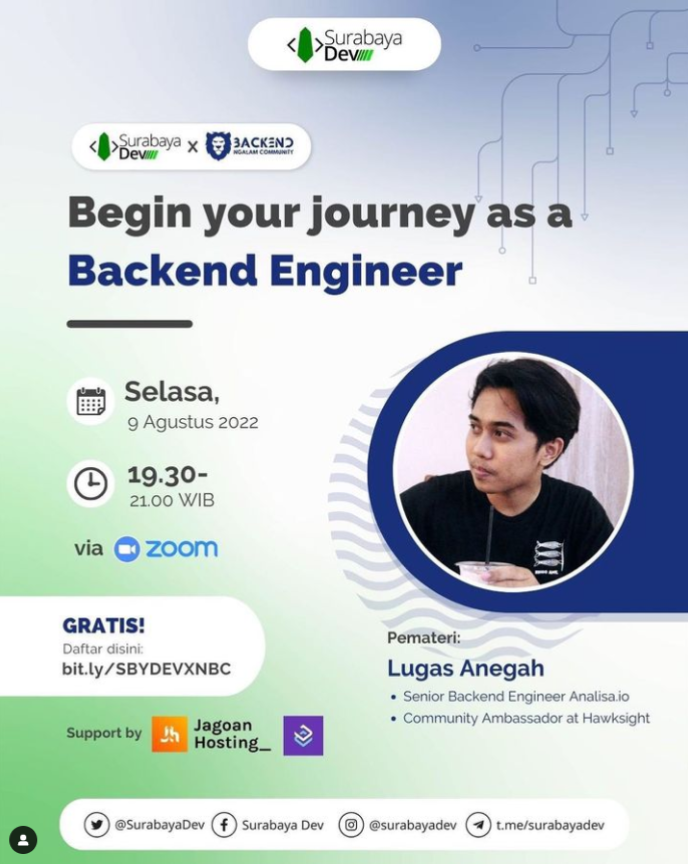 Surabaya
Dev
Surabaya
Dev
x
BACKEND
NGALAM COMMUNITY
Begin your journey as a
Backend Engineer
Selasa,
9 Agustus 2022
19.30-
21.00 WIB
via zoom
GRATIS!
Daftar disini:
bit.ly/SBYDEVXNBC
Pemateri:
Lugas Anegah
• Senior Backend Engineer Analisa.io
• Community Ambassador at Hawksight
Support by
Jagoan
Hosting_
@SurabayaDev Surabaya Dev @surabayadev t.me/surabayadev